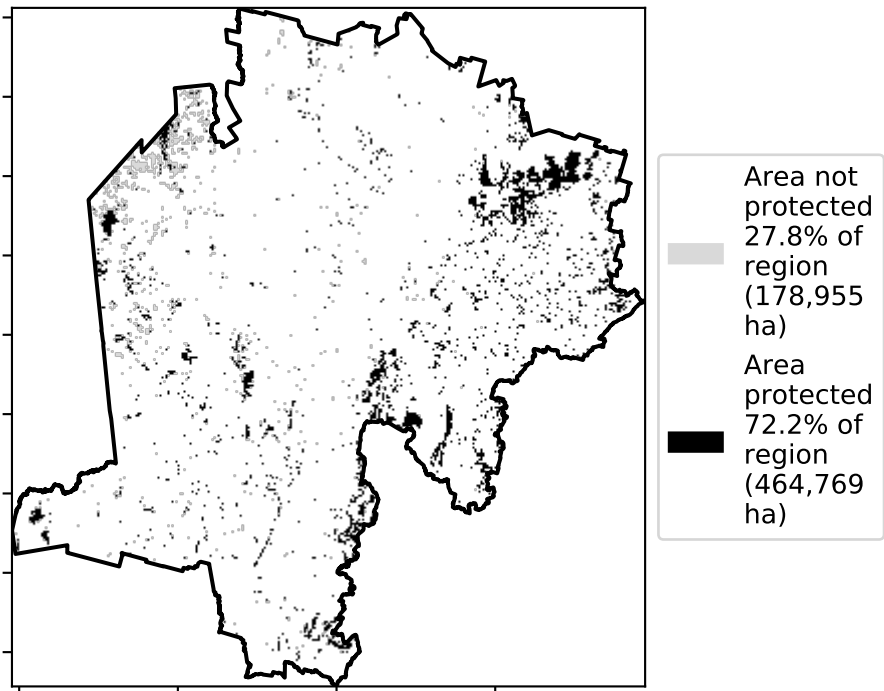 Area not
protected
27.8% of
region
(178,955
ha)
Area
protected
72.2% of
region
(464,769
ha)